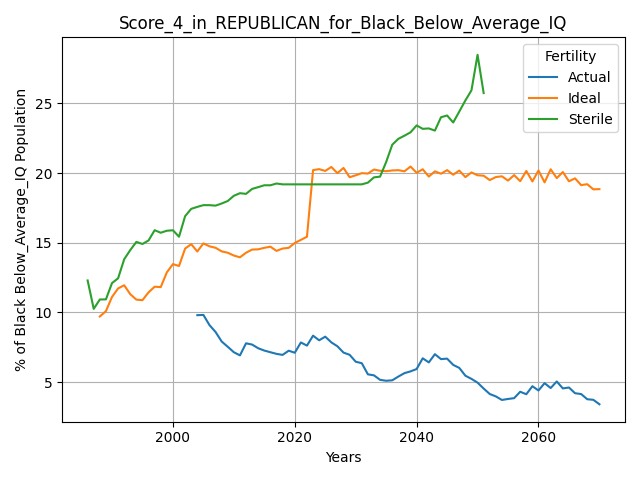 Score_4_in_REPUBLICAN_for_Black_Below_Average_IQ
Fertility
Actual
Ideal
Sterile
% of Black Below_Average_IQ Population
25
20
15
10
5
2000
2020
2040
2060
Years